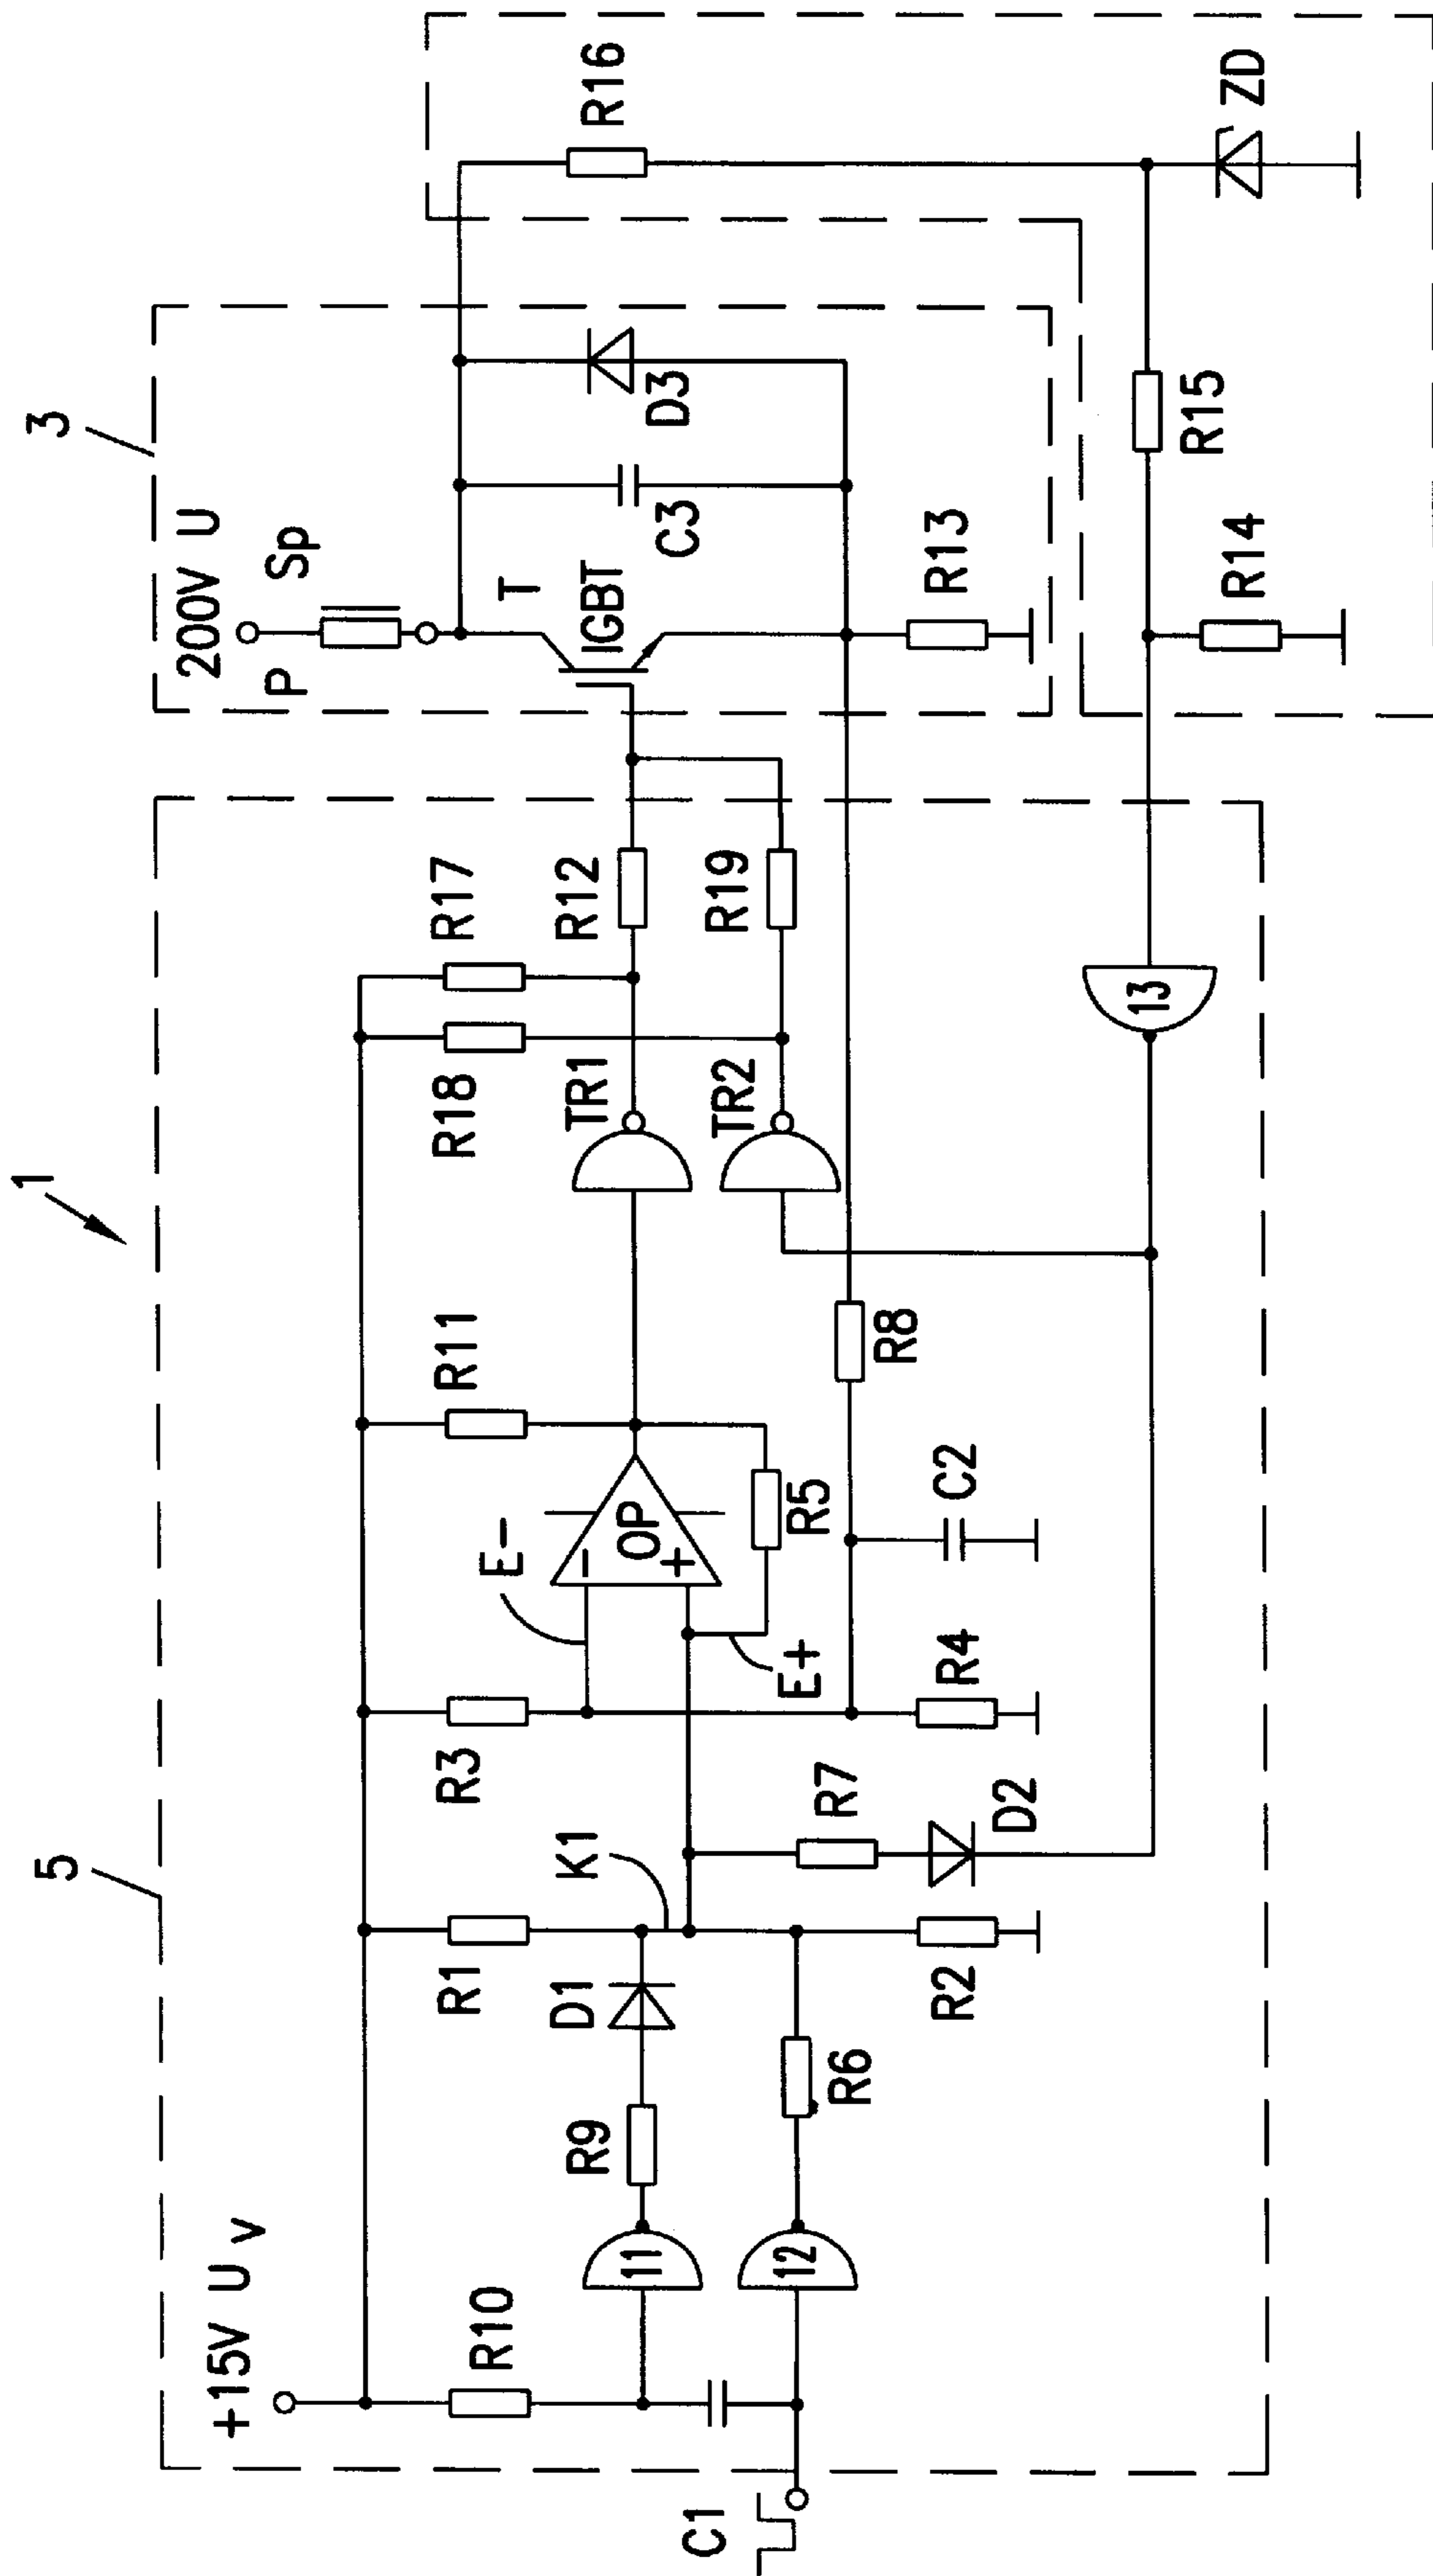 1
5
3
+15V U V
200V U
P
Sp
R10
R9
D1
R1
K1
R3
E-
R11
R18
R17
TR1
R12
T
IGBT
C3
D3
R16
11
12
R6
R2
R7
D2
E+
OP
-
+
R5
R4
C2
R8
TR2
R19
R13
13
R14
R15
ZD
C1